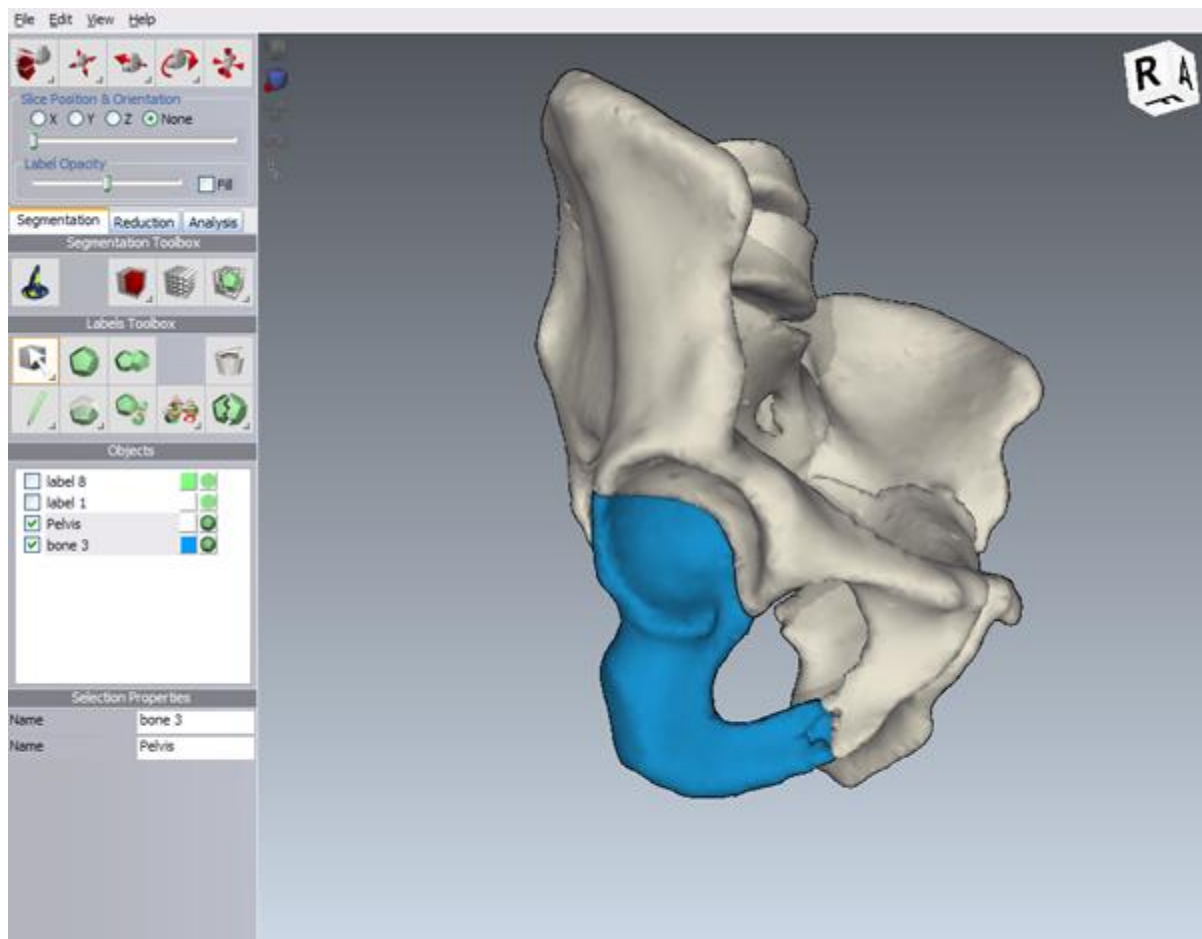 File Edit View Help
Slice Position & Orientation
X Y Z None
Label Opacity
Fill
Segmentation Reduction Analysis
Segmentation Toolbox
Labels Toolbox
Objects
label 8
label 1
Pelvis
bone 3
Selection Properties
Name bone 3
Name Pelvis
R A